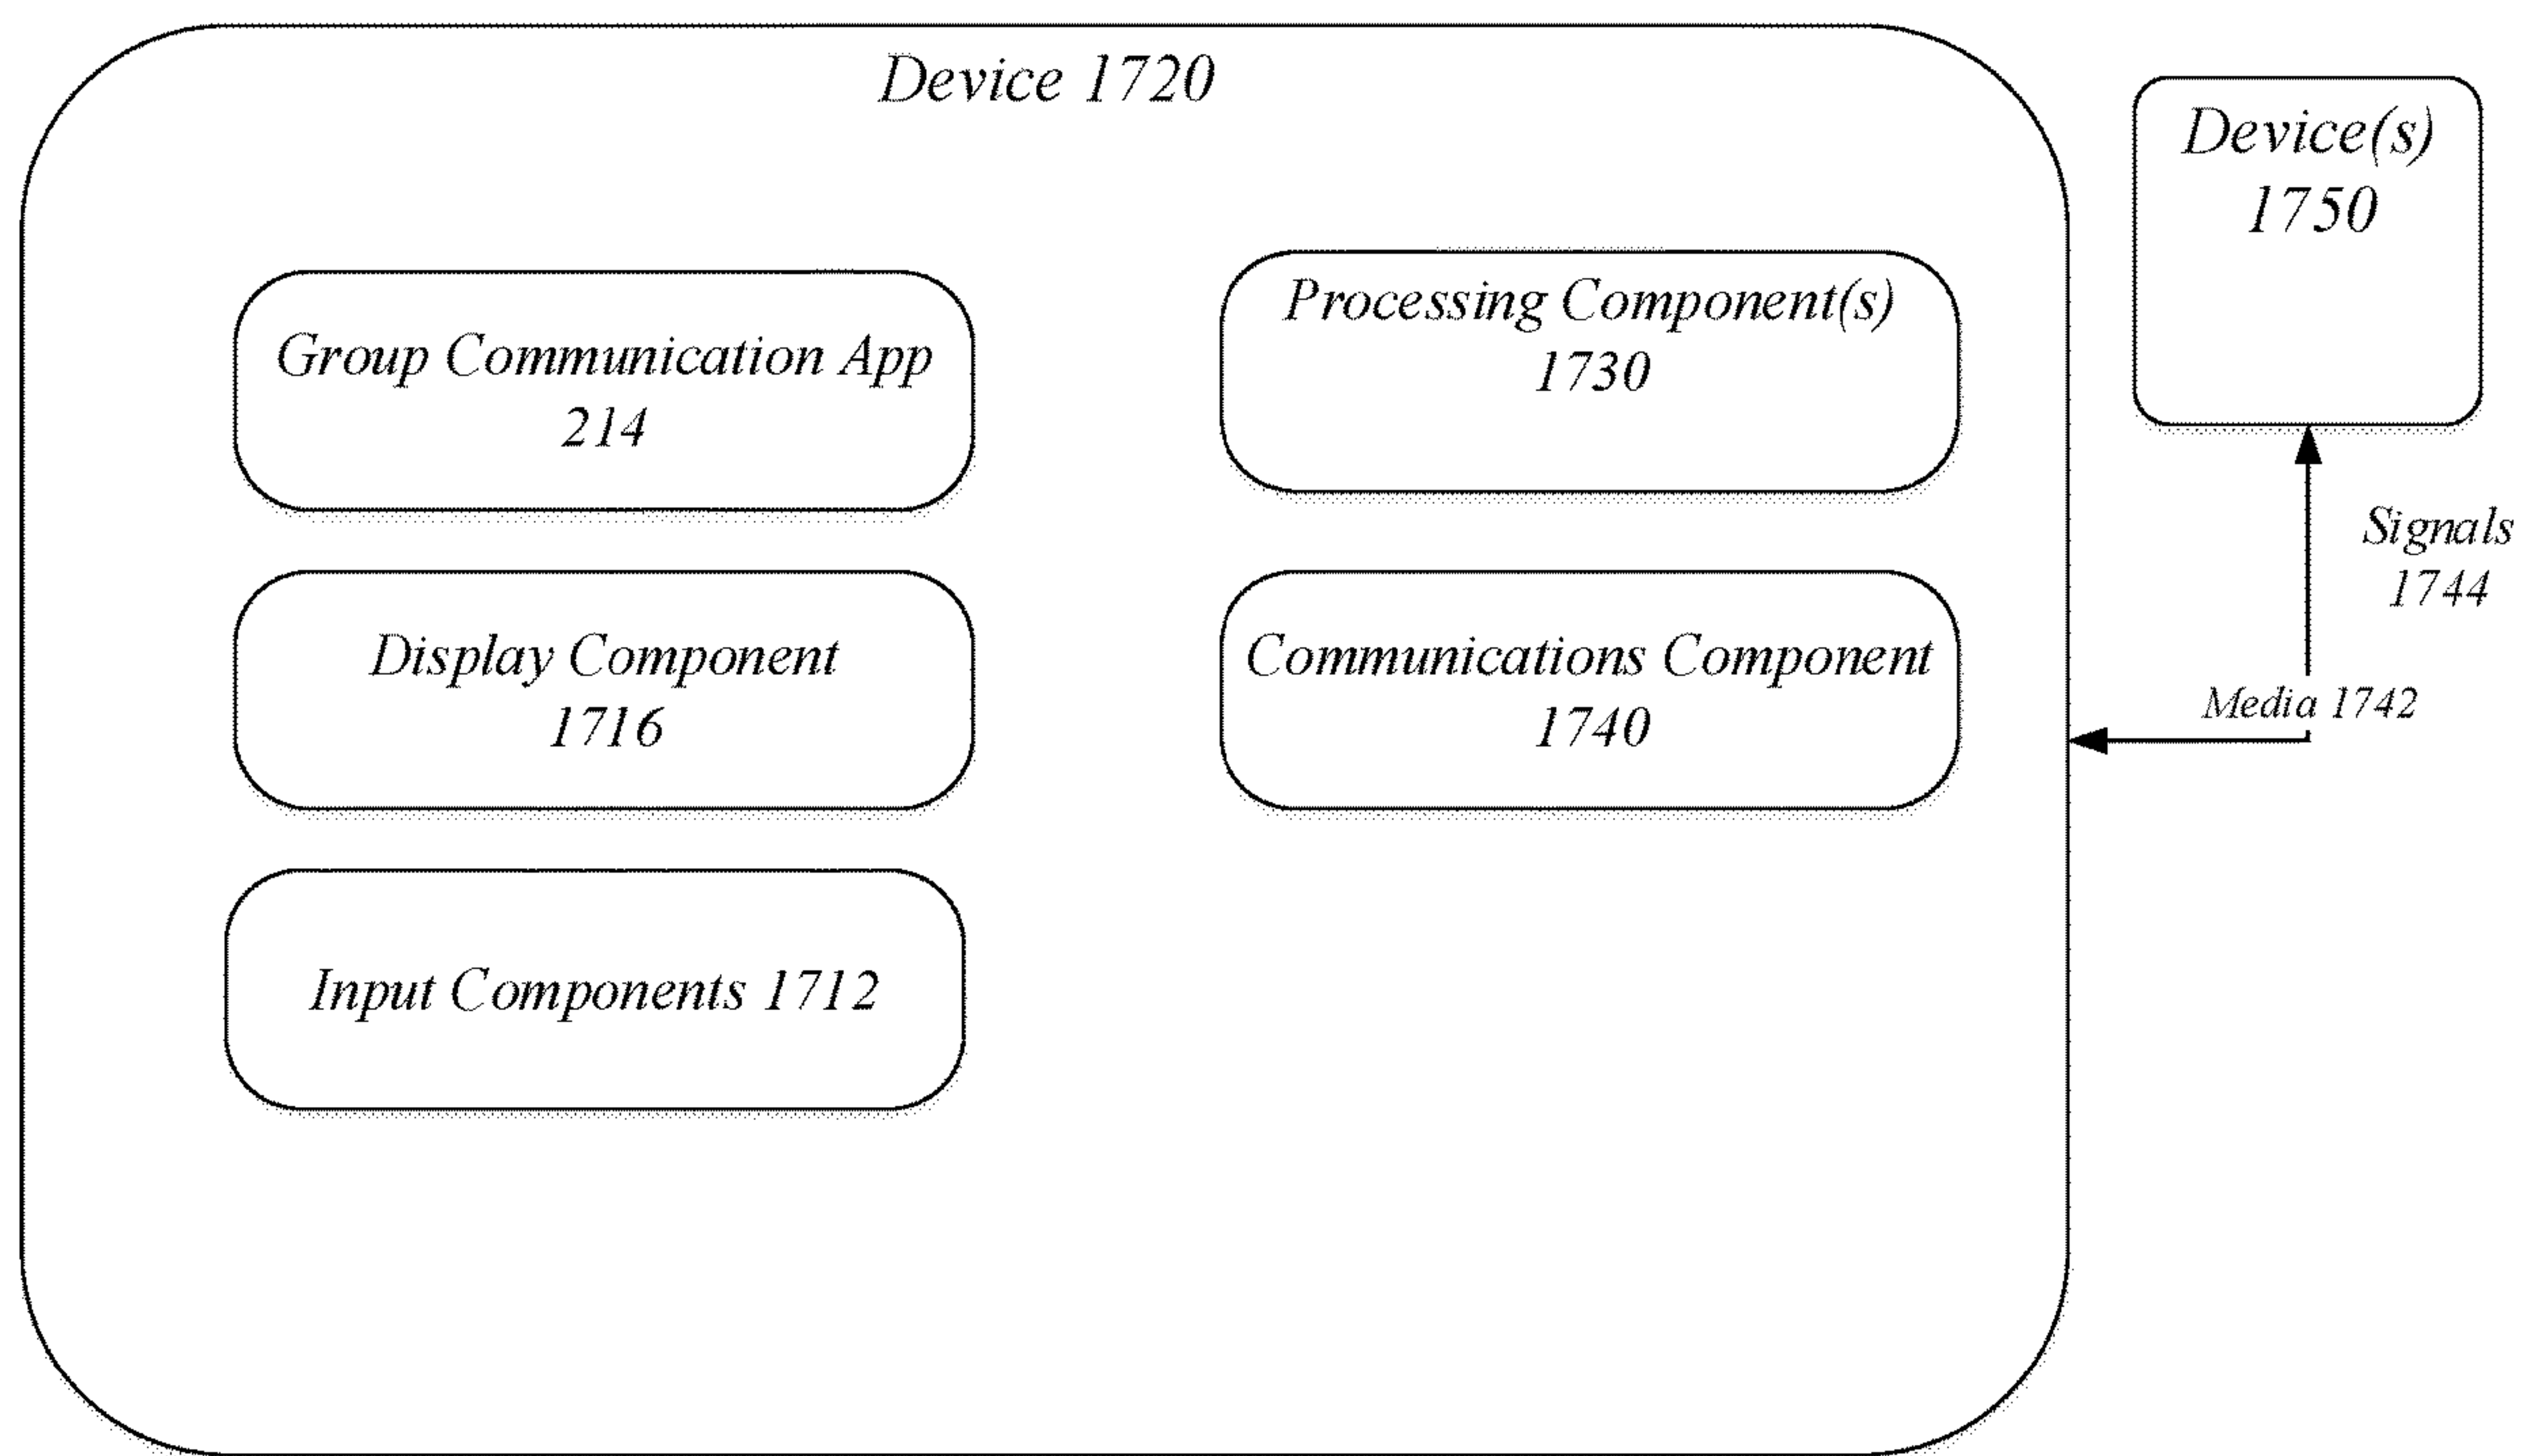 Device 1720
Device(s)
1750
Group Communication App
214
Processing Component(s)
1730
Signals
1744
Display Component
1716
Communications Component
1740
Media 1742
Input Components 1712